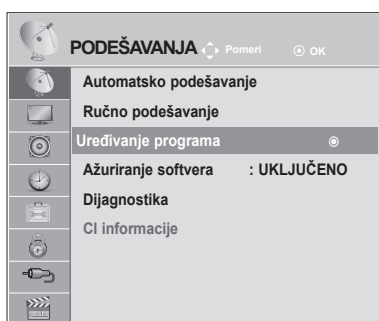 PODEŠAVANJA Pomeri OK
Automatsko podešavanje
Ručno podešavanje
Uređivanje programa
Ažuriranje softvera : UKLJUČENO
Dijagnostika
CI informacije